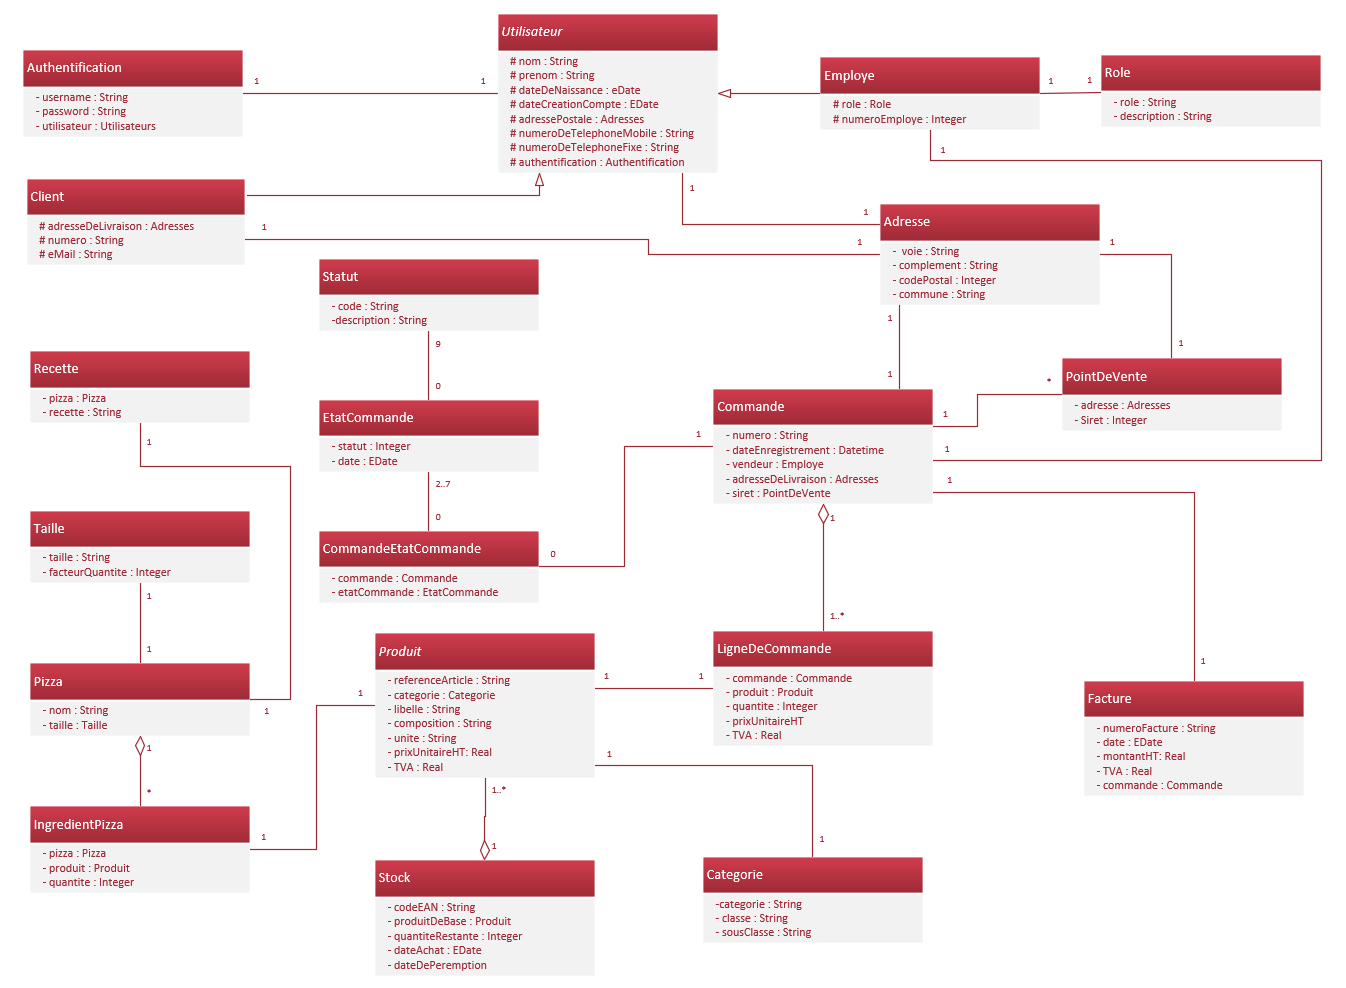 Utilisateur
# nom : String
# prenom : String
# dateDeNaissance : eDate
# dateCreationCompte : EDate
# adressePostale : Adresses
# numeroDeTelephoneMobile : String
# numeroDeTelephoneFixe : String
# authentification : Authentification
Authentification
- username : String
- password : String
- utilisateur : Utilisateurs
1
1
Employe
# role : Role
# numeroEmploye : Integer
1
1
Role
- role : String
- description : String
1
Client
# adresseDeLivraison : Adresses
# numero : String
# eMail : String
1
1
1
1
Adresse
- voie : String
- complement : String
- codePostal : Integer
- commune : String
1
1
1
1
Statut
- code : String
-description : String
9
0
Recette
- pizza : Pizza
- recette : String
1
EtatCommande
- statut : Integer
- date : EDate
2..7
0
Commande
- numero : String
- dateEnregistrement : Datetime
- vendeur : Employe
- adresseDeLivraison : Adresses
- siret : PointDeVente
1
1
*
1
1
1
PointDeVente
- adresse : Adresses
- Siret : Integer
Taille
- taille : String
- facteurQuantite : Integer
1
1
CommandeEtatCommande
- commande : Commande
- etatCommande : EtatCommande
0
1..*
Pizza
- nom : String
- taille : Taille
1
1
*
Produit
- referenceArticle : String
- categorie : Categorie
- libelle : String
- composition : String
- unite : String
- prixUnitaireHT: Real
- TVA : Real
1
1
1
1
1..*
LigneDeCommande
- commande : Commande
- produit : Produit
- quantite : Integer
- prixUnitaireHT
- TVA : Real
1
Facture
- numeroFacture : String
- date : EDate
- montantHT: Real
- TVA : Real
- commande : Commande
IngredientPizza
- pizza : Pizza
- produit : Produit
- quantite : Integer
1
1
Stock
- codeEAN : String
- produitDeBase : Produit
- quantiteRestante : Integer
- dateAchat : EDate
- dateDePeremption
1
Categorie
-categorie : String
- classe : String
- sousClasse : String